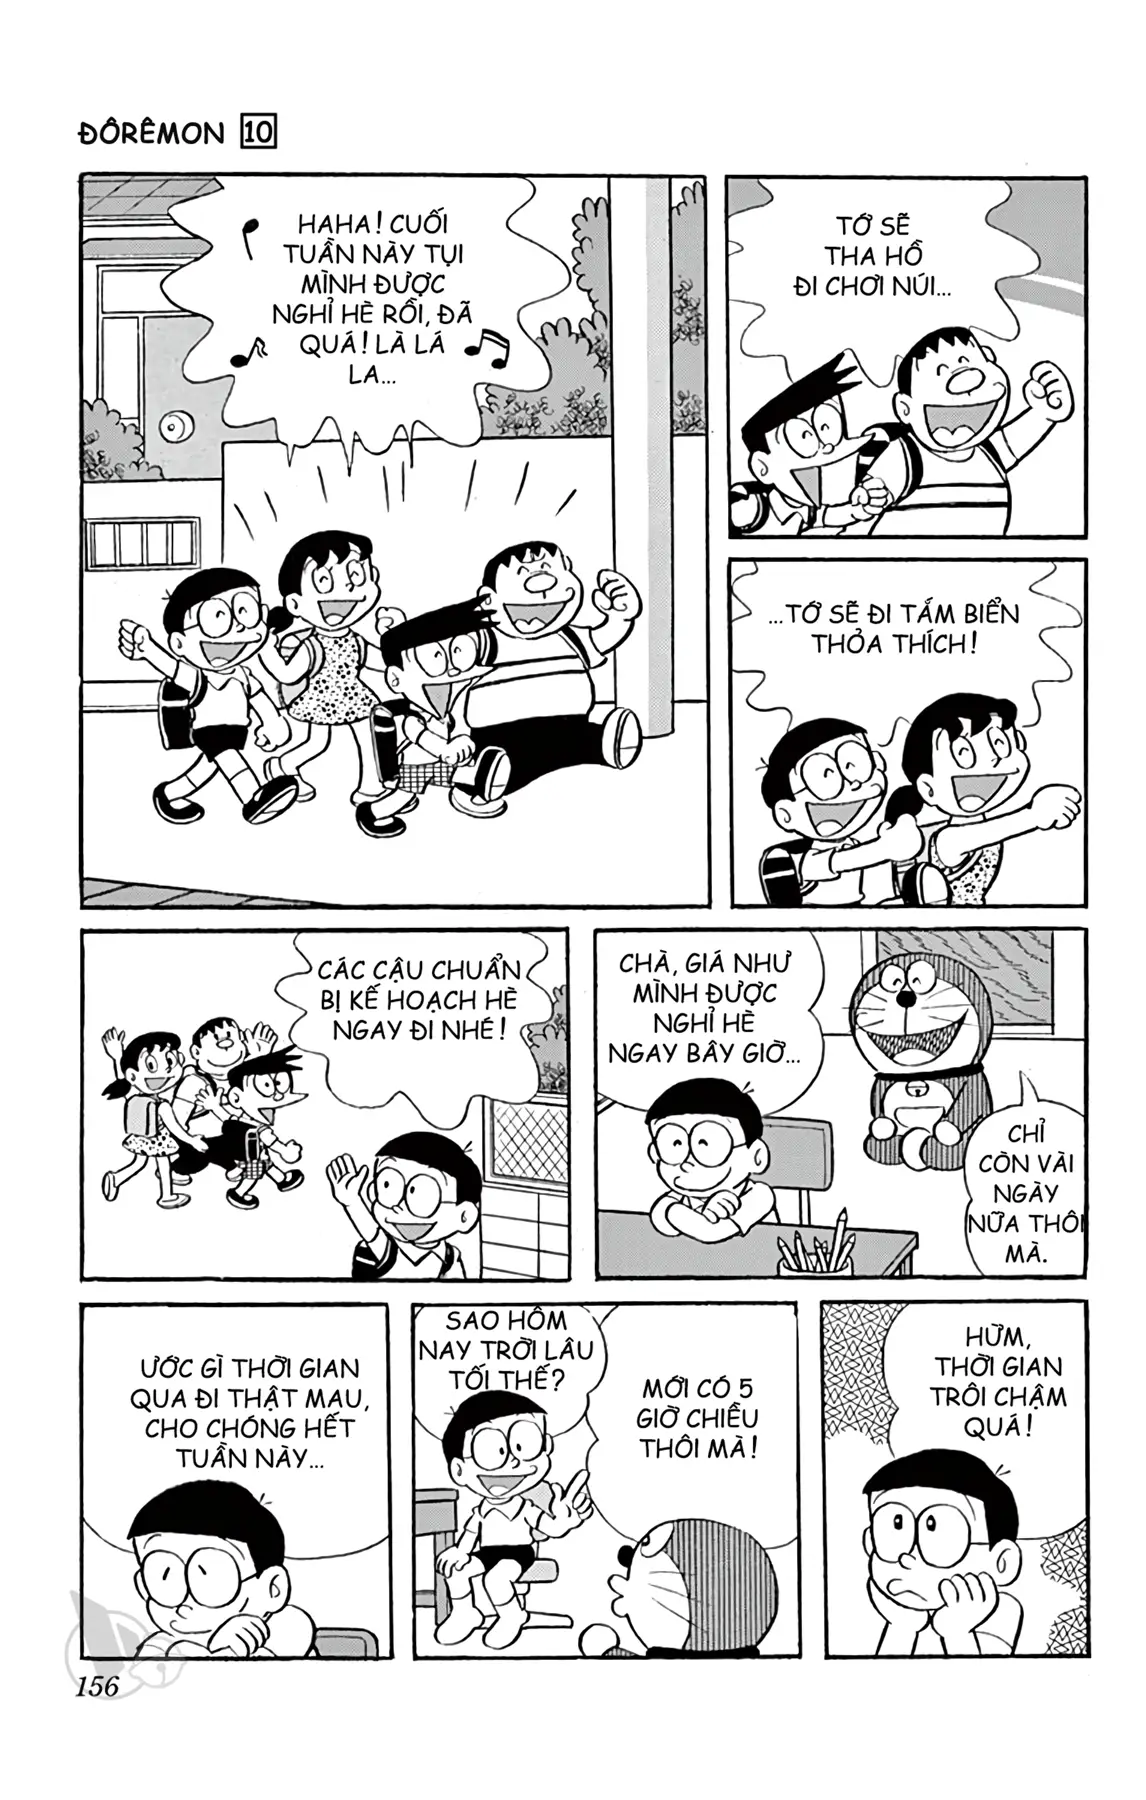 ĐÔRÊMON 10
HAHA! CUỐI
TUẦN NÀY TỤI
MÌNH ĐƯỢC
NGHỈ HÈ RỒI, ĐÃ
QUÁ! LÀ LÁ
LA...
TỚ SẼ
THA HỒ
ĐI CHƠI NÚI...
...TỚ SẼ ĐI TẮM BIỂN
THỎA THÍCH!
CÁC CẬU CHUẨN
BỊ KẾ HOẠCH HÈ
NGAY ĐI NHÉ!
CHÀ, GIÁ NHƯ
MÌNH ĐƯỢC
NGHỈ HÈ
NGAY BÂY GIỜ...
CHỈ
CÒN VÀI
NGÀY
NỮA THÔI
MÀ.
ƯỚC GÌ THỜI GIAN
QUA ĐI THẬT MAU,
CHO CHÓNG HẾT
TUẦN NÀY...
SAO HÔM
NAY TRỜI LÂU
TỐI THẾ?
MỚI CÓ 5
GIỜ CHIỀU
THÔI MÀ!
HỪM,
THỜI GIAN
TRÔI CHẬM
QUÁ!
156